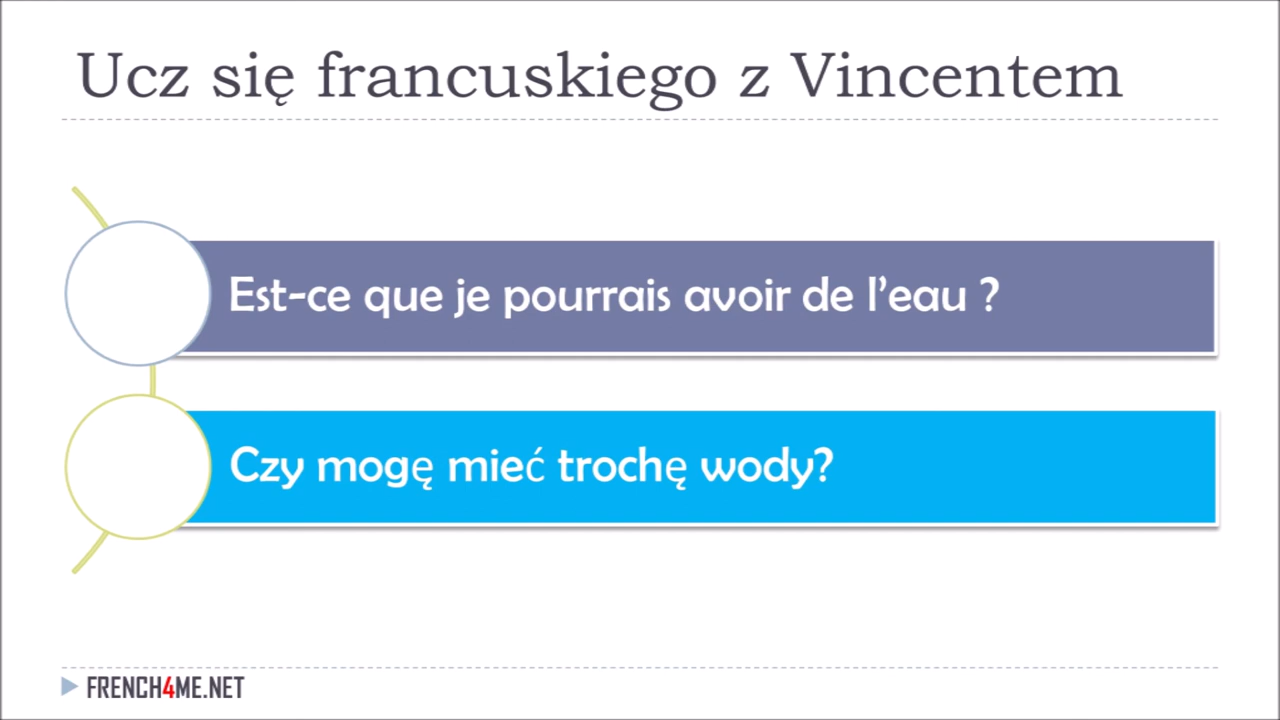 Ucz się francuskiego z Vincentem
Est-ce que je pourrais avoir de l’eau ?
Czy mogę mieć trochę wody?
FRENCH4ME.NET